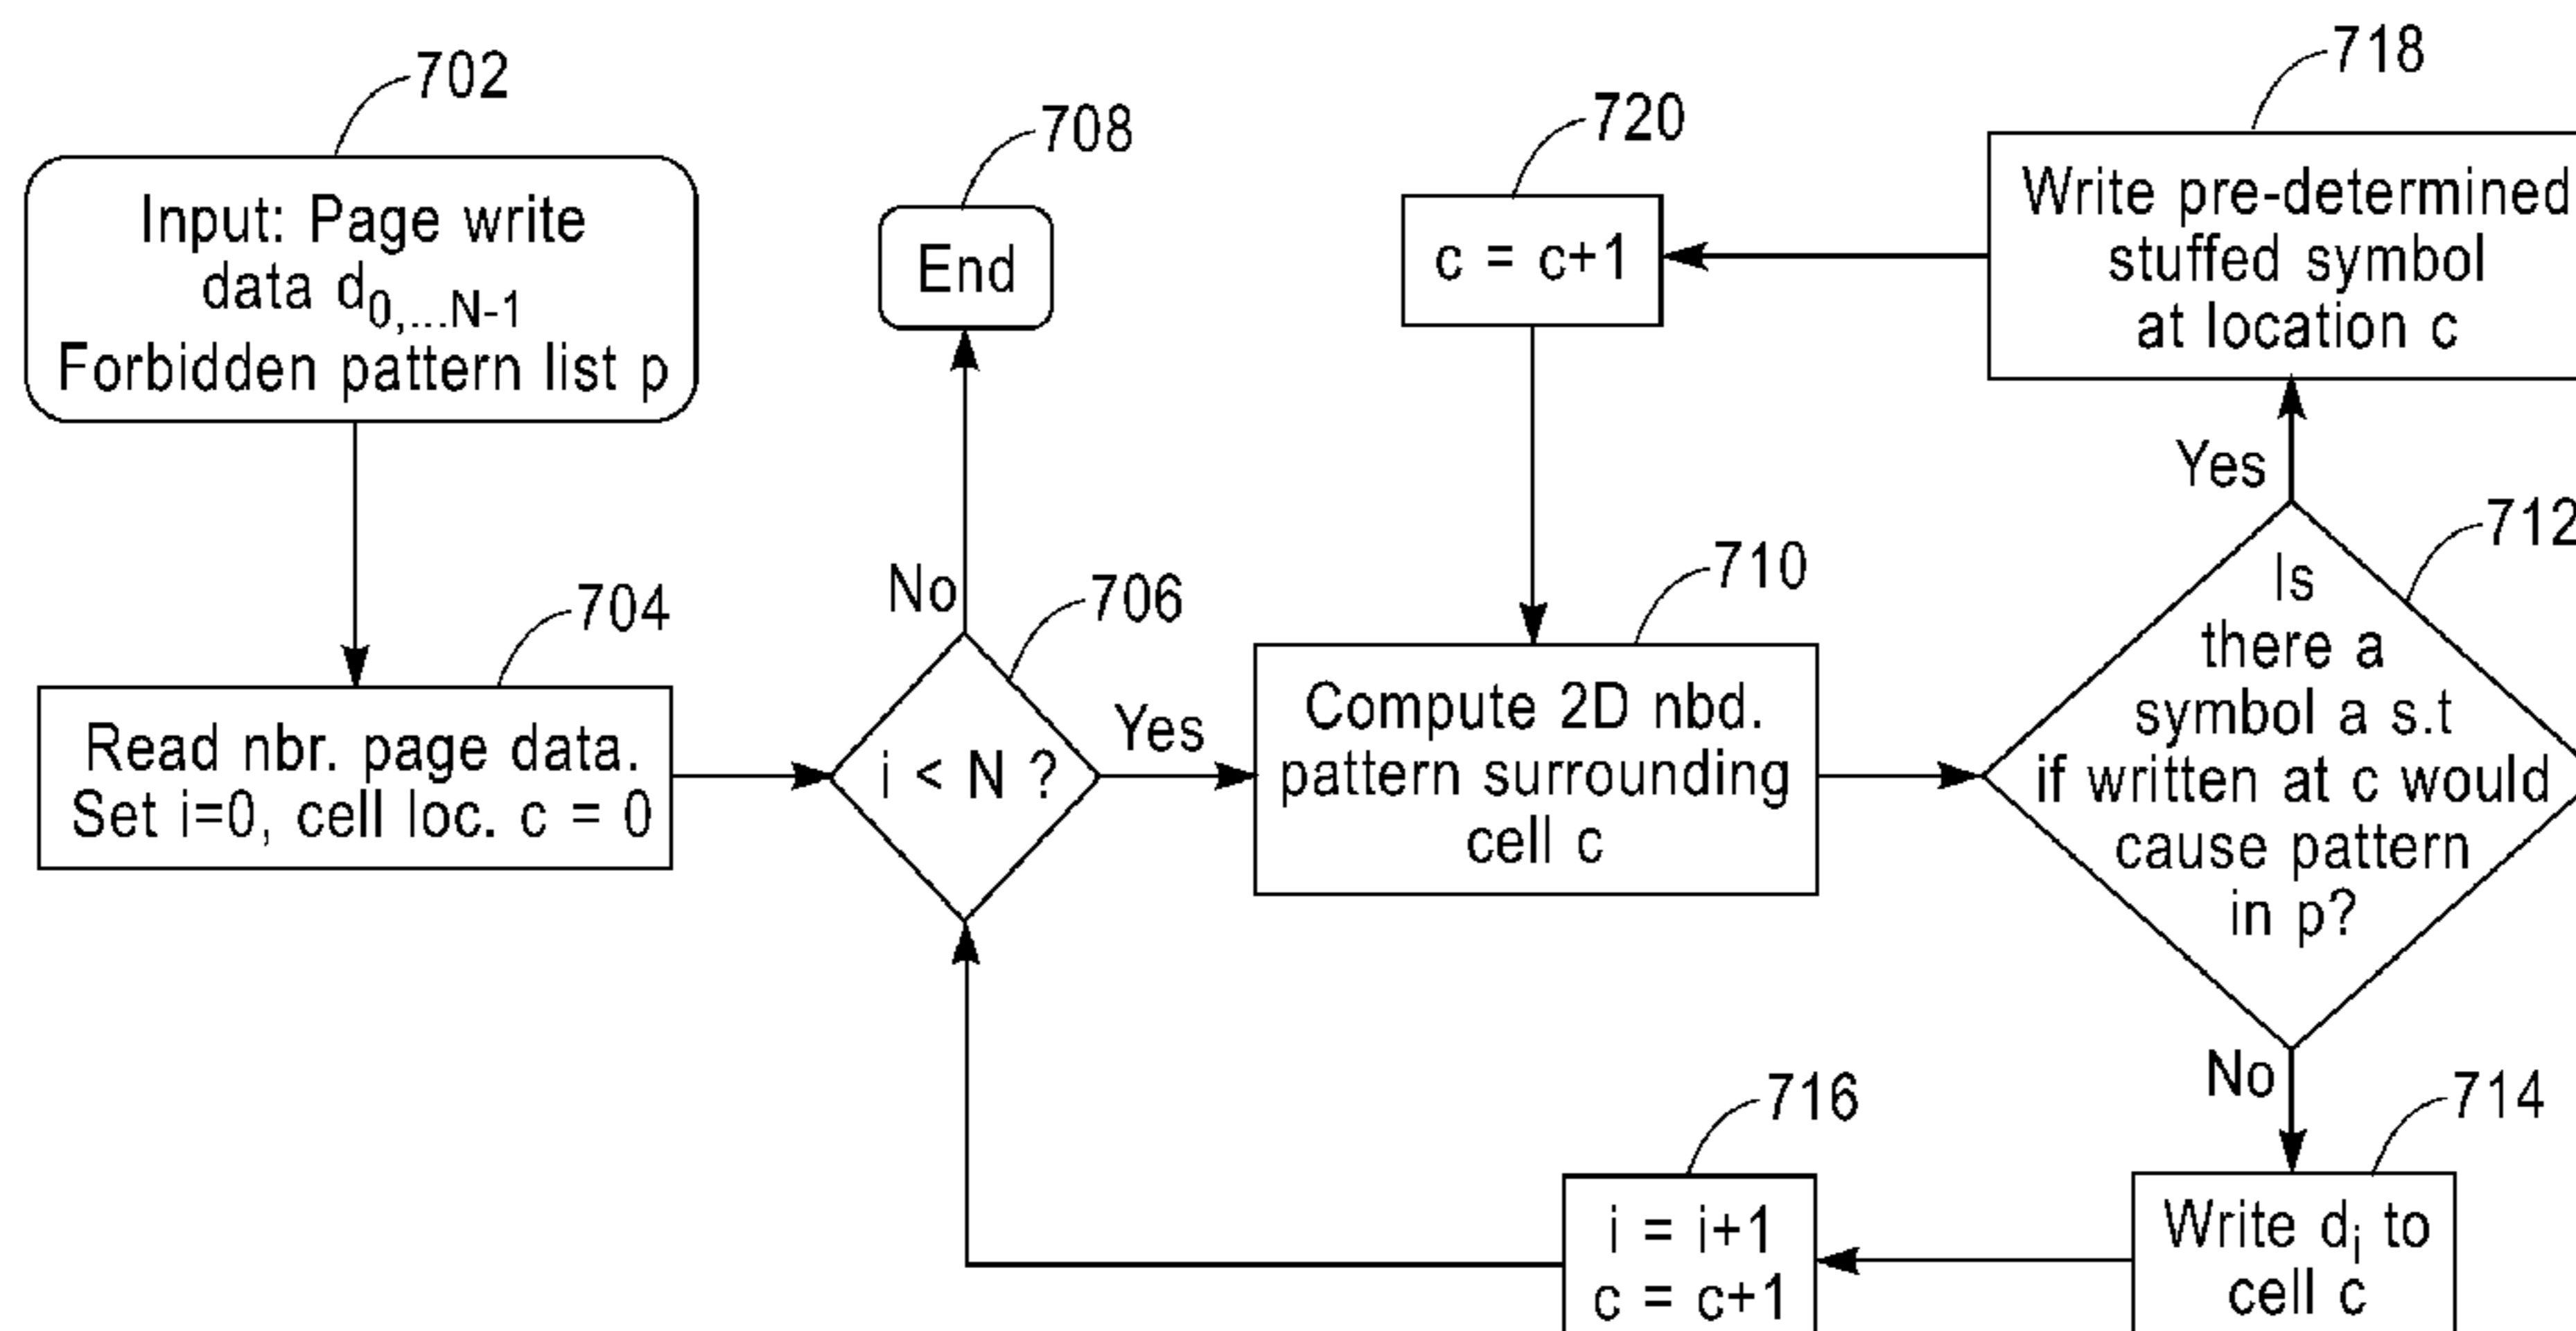 702
Input: Page write
data d0,...N-1
Forbidden pattern list p
704
Read nbr. page data.
Set i=0, cell loc. c = 0
708
End
No
706
i < N ?
Yes
720
c = c+1
710
Compute 2D nbd.
pattern surrounding
cell c
718
Write pre-determined
stuffed symbol
at location c
Yes
712
Is
there a
symbol a s.t
if written at c would
cause pattern
in p?
No
714
Write di to
cell c
716
i = i+1
c = c+1